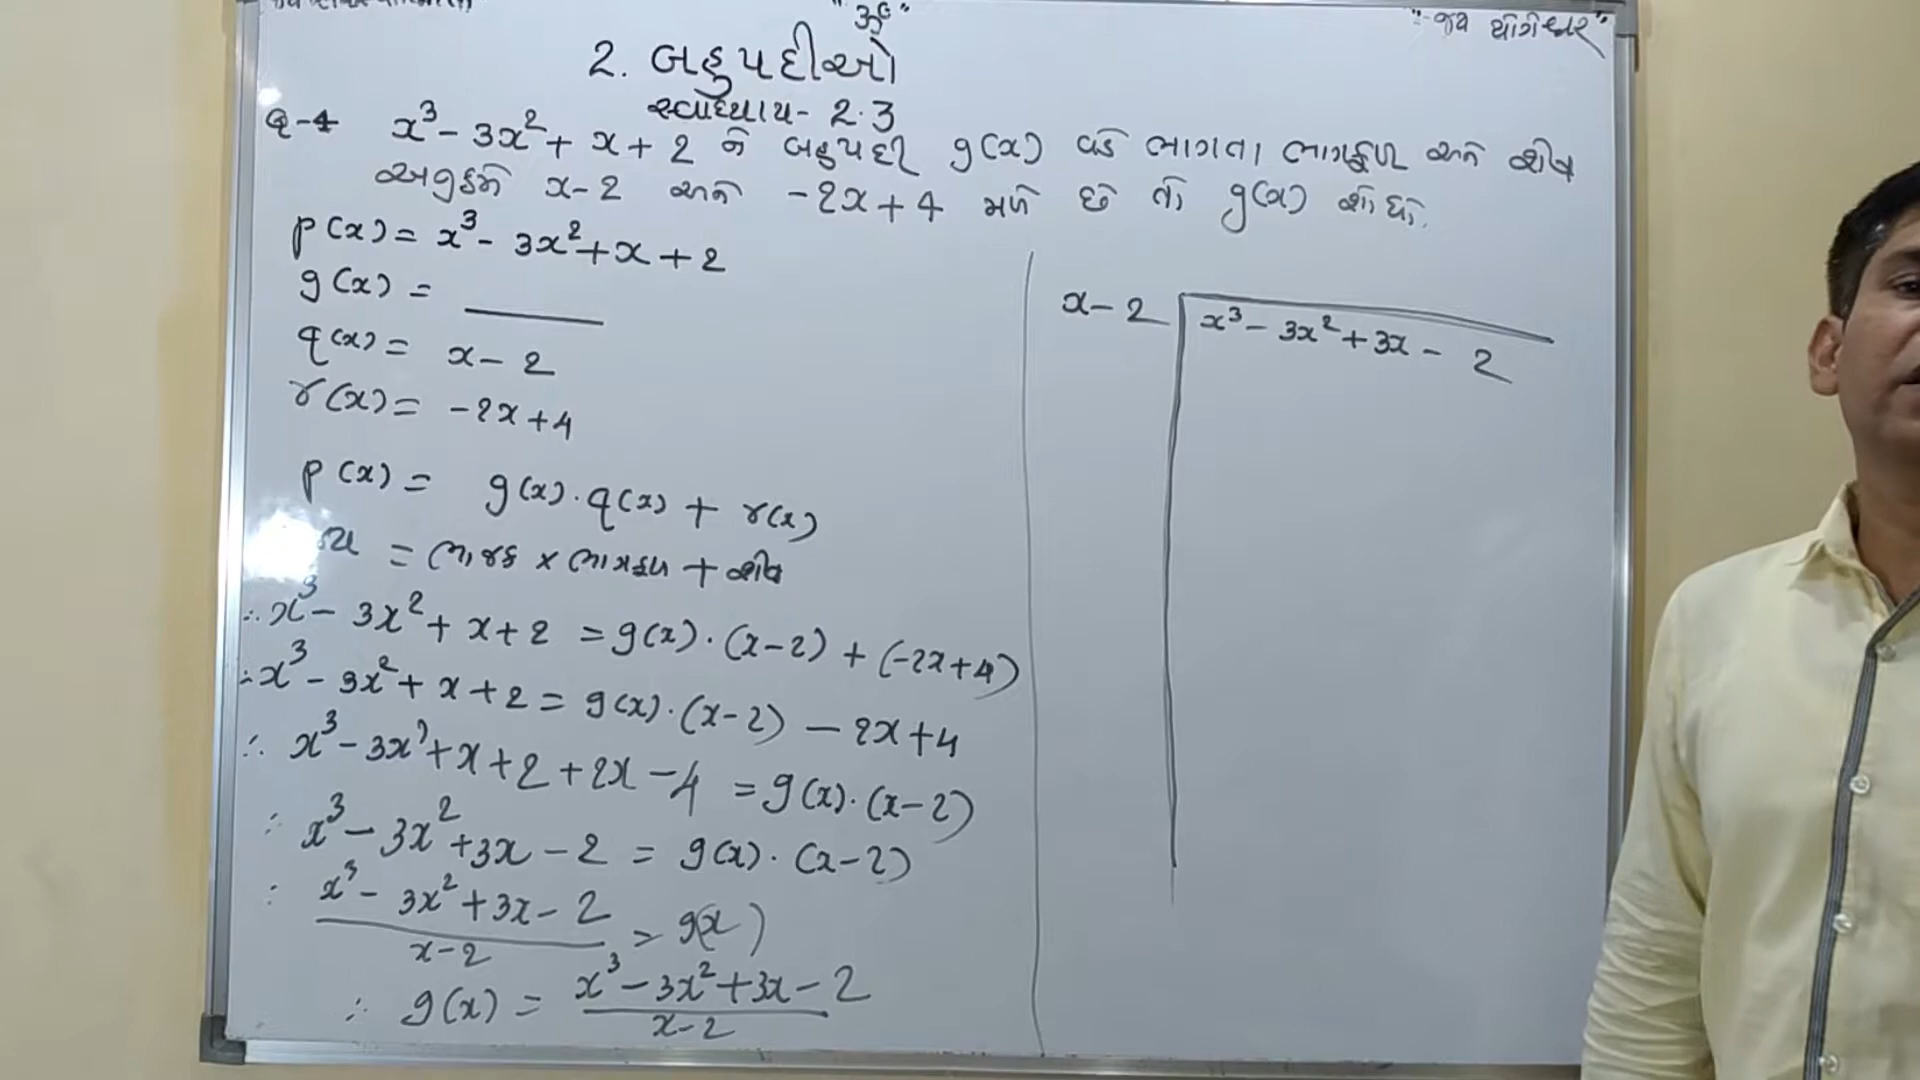 "ૐ"
"જય યોગેશ્વર"
2. બહુપદીઓ
સ્વાધ્યાય- 2.3
Q-4 x³ - 3x² + x + 2 ને બહુપદી g(x) વડે ભાગતા ભાગફળ અને શેષ
અનુક્રમે x-2 અને -2x+4 મળે છે તો g(x) શોધો.
p(x) = x³ - 3x² + x + 2
g(x) = ____
q(x) = x - 2
r(x) = -2x+4
p(x) = g(x)·q(x) + r(x)
= ભાજક × ભાગફળ + શેષ
∴ x³ - 3x² + x + 2 = g(x)·(x-2) + (-2x+4)
∴ x³ - 3x² + x + 2 = g(x)·(x-2) - 2x+4
∴ x³ - 3x² + x + 2 + 2x - 4 = g(x)·(x-2)
∴ x³ - 3x² + 3x - 2 = g(x)·(x-2)
∴ x³ - 3x² + 3x - 2 = g(x)
x-2
∴ g(x) = x³ - 3x² + 3x - 2
x-2
x-2 x³ - 3x² + 3x - 2